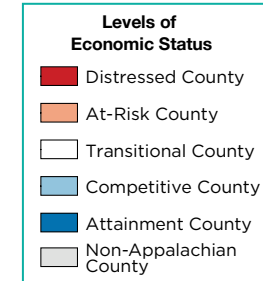 Levels of
Economic Status
Distressed County
At-Risk County
Transitional County
Competitive County
Attainment County
Non-Appalachian
County